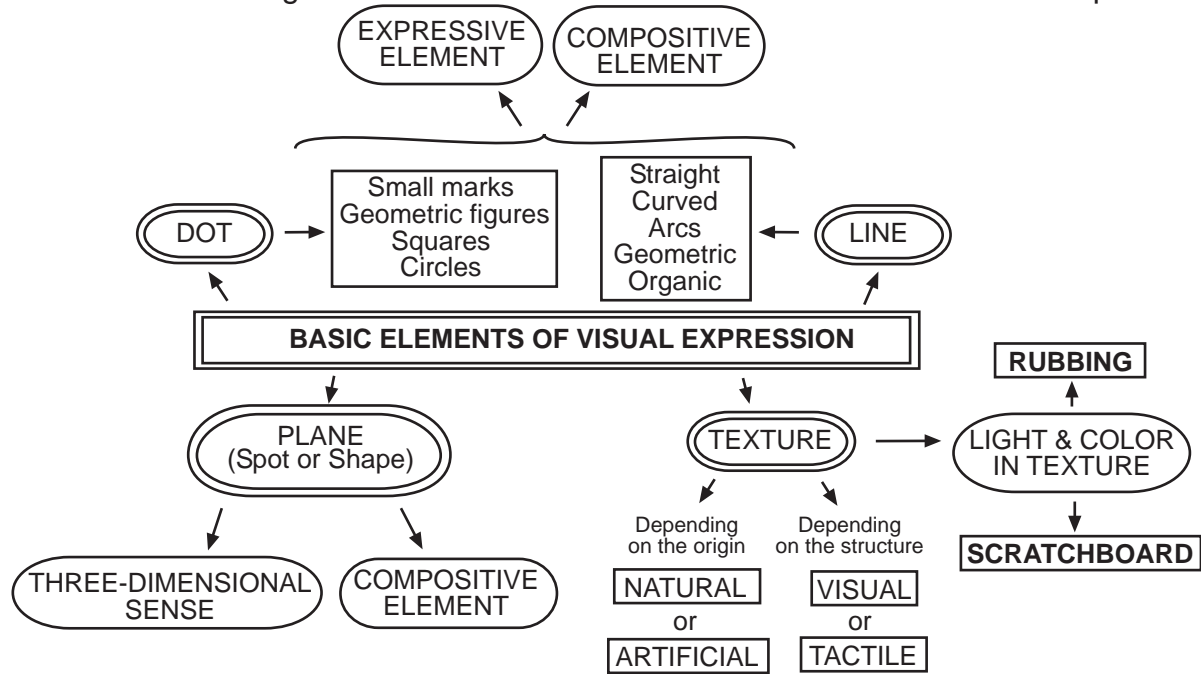 EXPRESSIVE
ELEMENT
COMPOSITIVE
ELEMENT
Small marks
Geometric figures
Squares
Circles
Straight
Curved
Arcs
Geometric
Organic
DOT
LINE
BASIC ELEMENTS OF VISUAL EXPRESSION
RUBBING
PLANE
(Spot or Shape)
TEXTURE
LIGHT & COLOR
IN TEXTURE
Depending
on the origin
Depending
on the structure
SCRATCHBOARD
THREE-DIMENSIONAL
SENSE
COMPOSITIVE
ELEMENT
NATURAL
or
ARTIFICIAL
VISUAL
or
TACTILE